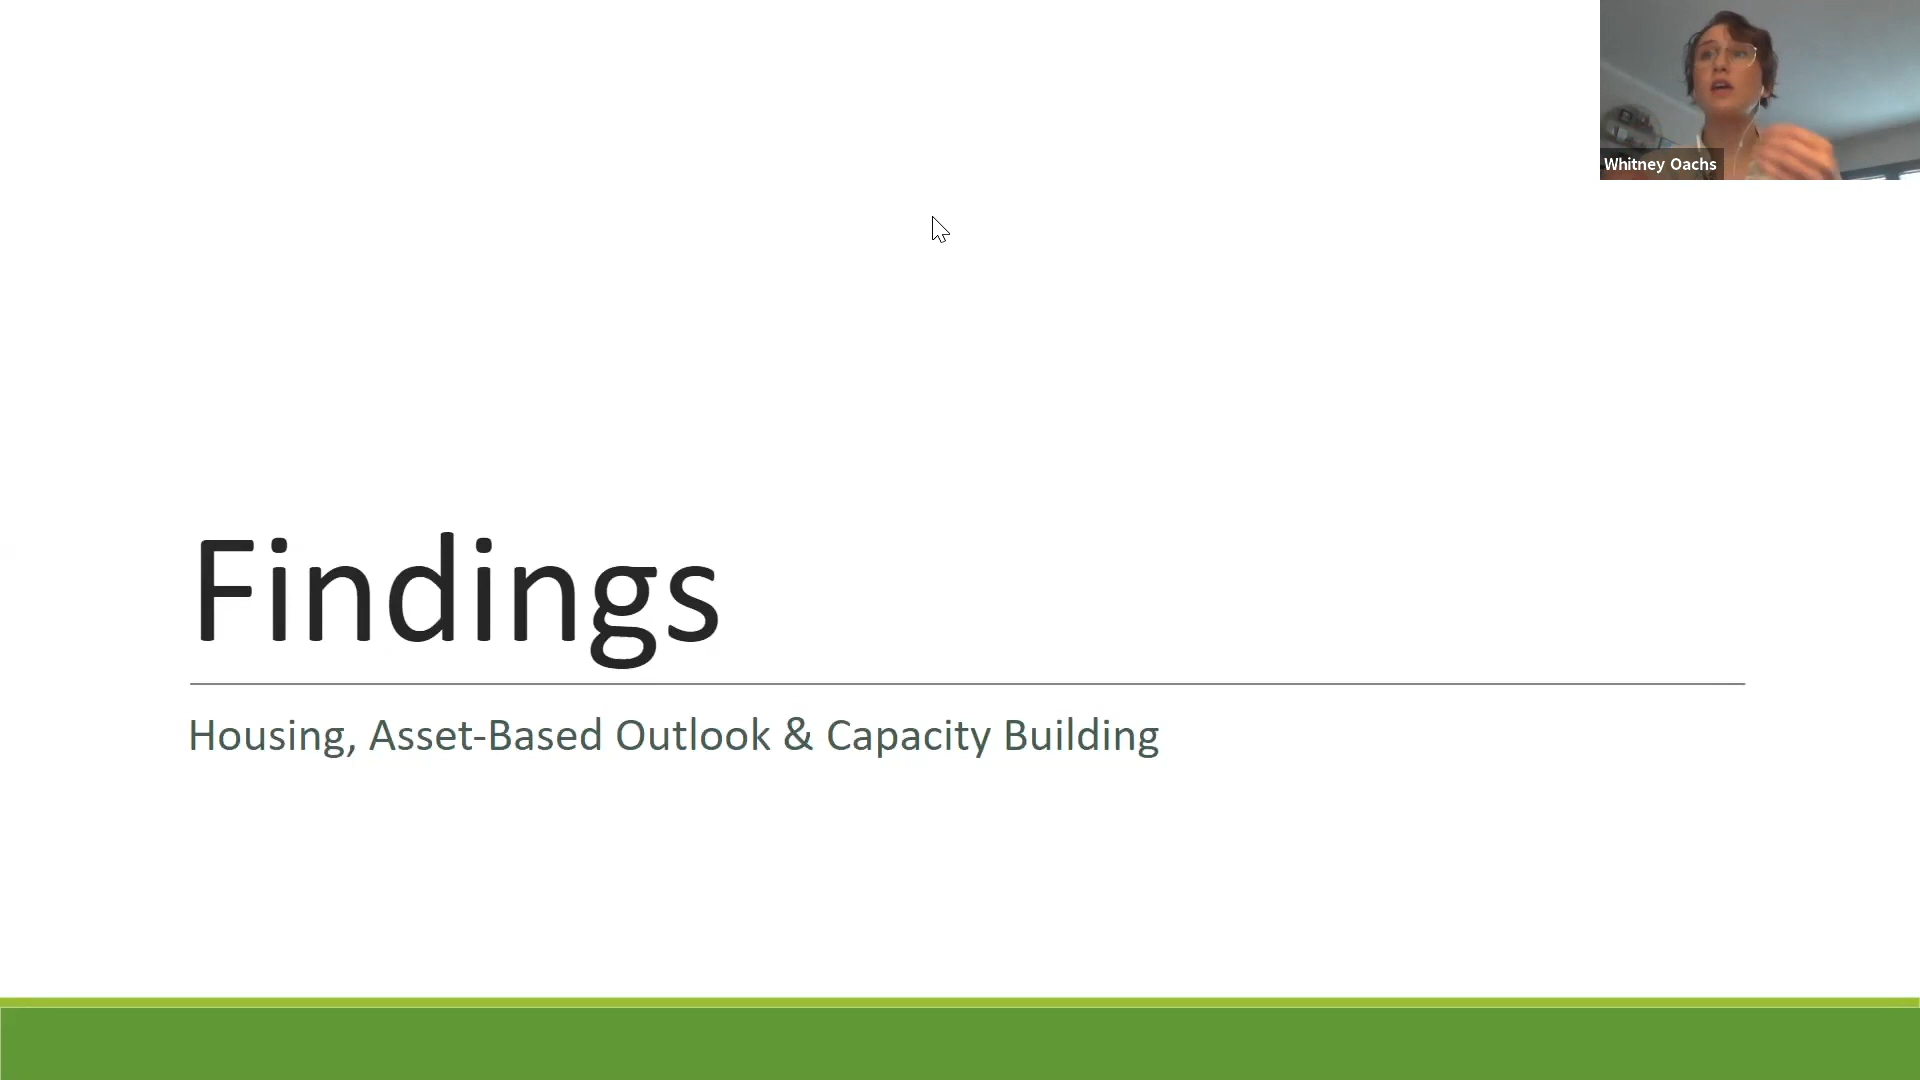 Whitney Oachs
Findings
Housing, Asset-Based Outlook & Capacity Building